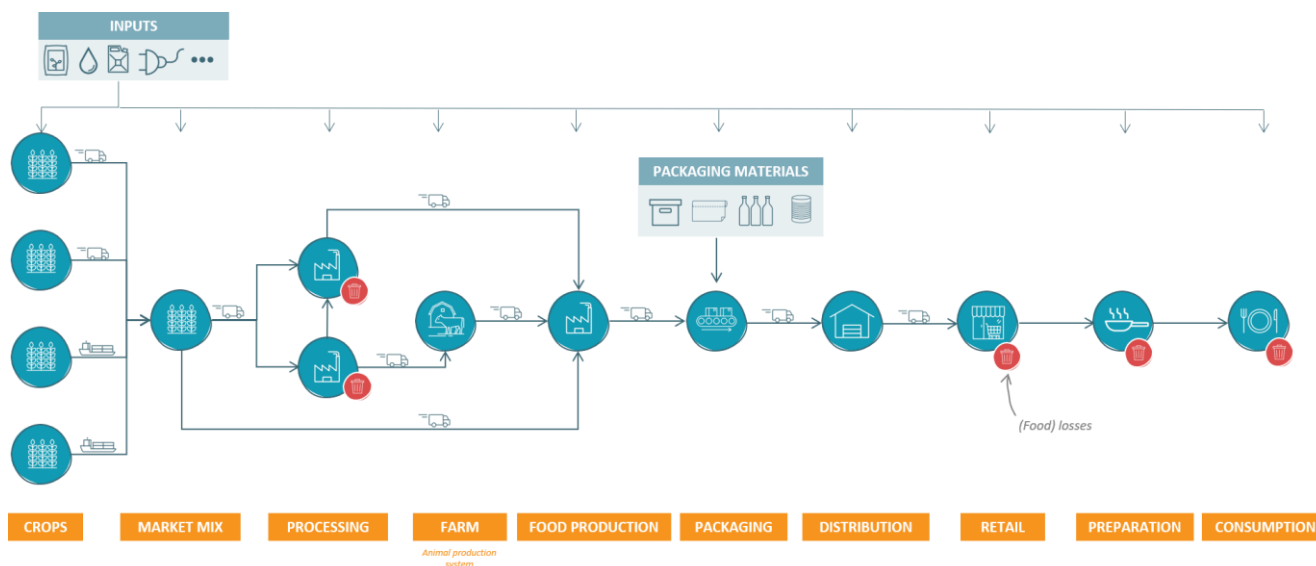 INPUTS
PACKAGING MATERIALS
(Food) losses
CROPS
MARKET MIX
PROCESSING
FARM
FOOD PRODUCTION
PACKAGING
DISTRIBUTION
RETAIL
PREPARATION
CONSUMPTION
Animal production
system